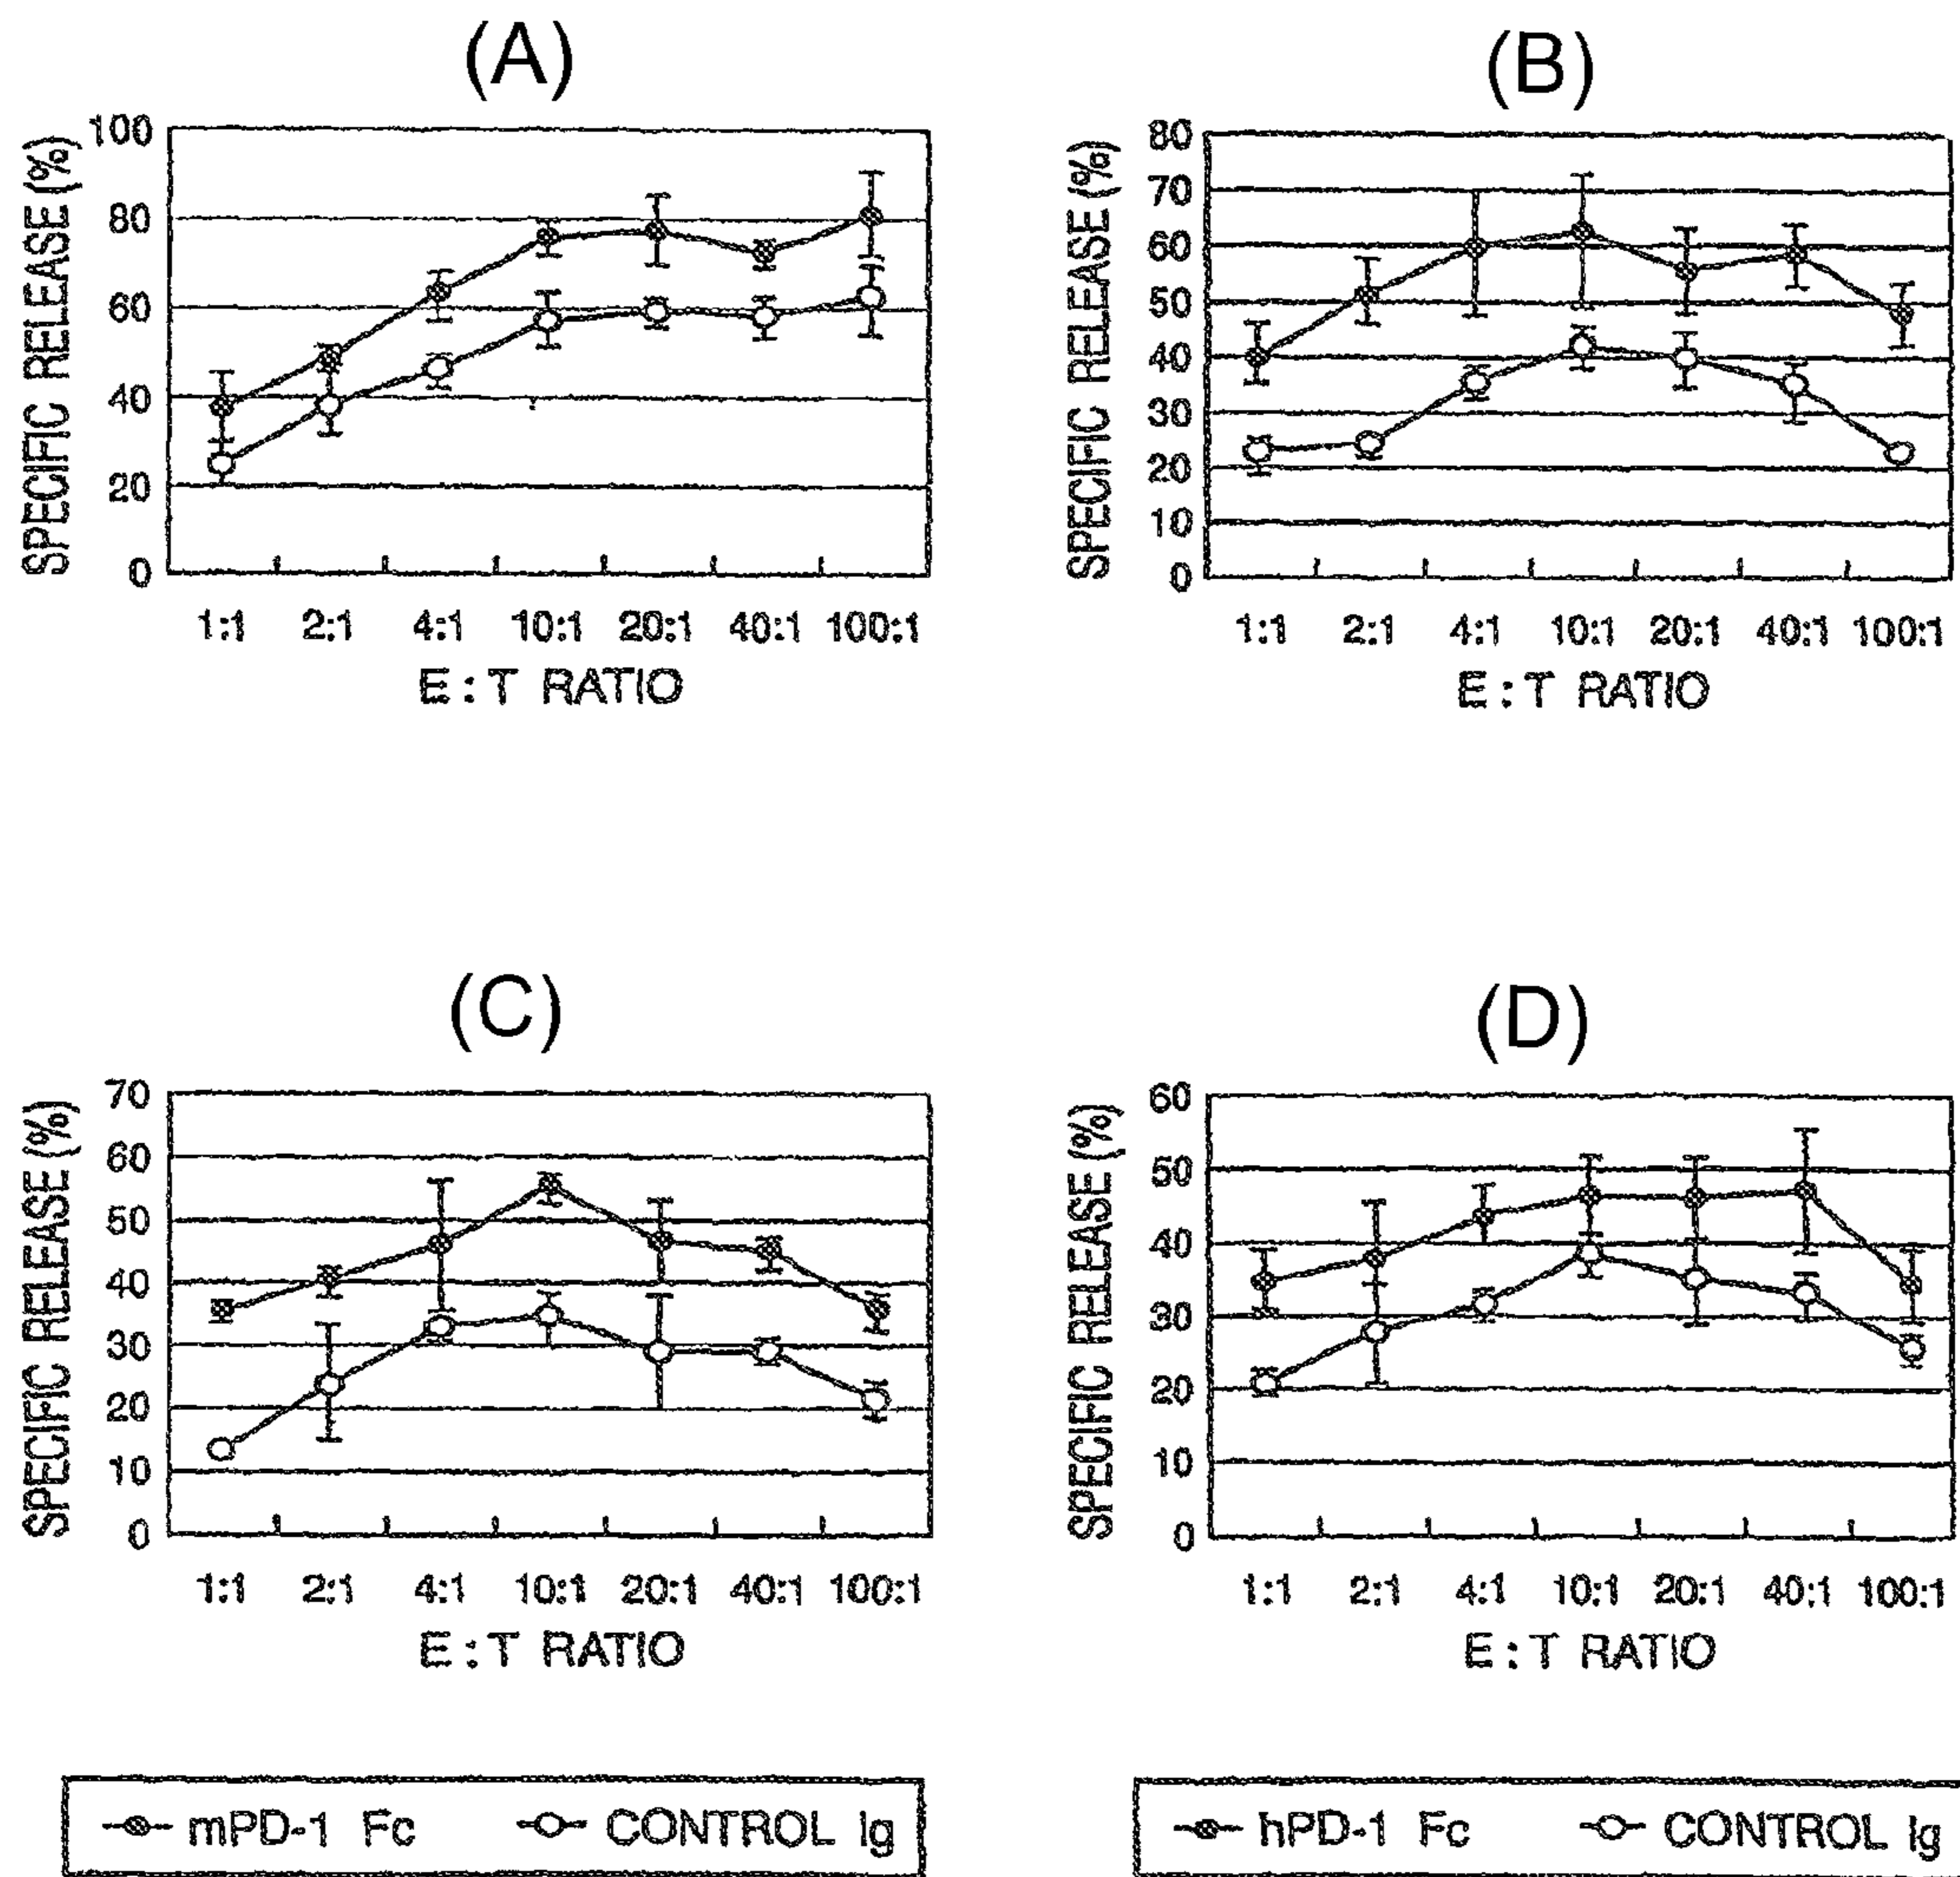 (A)
SPECIFIC RELEASE (%)
100
80
60
40
20
0
1:1 2:1 4:1 10:1 20:1 40:1 100:1
E : T RATIO
(B)
SPECIFIC RELEASE (%)
80
70
60
50
40
30
20
10
0
1:1 2:1 4:1 10:1 20:1 40:1 100:1
E : T RATIO
(C)
SPECIFIC RELEASE (%)
70
60
50
40
30
20
10
0
1:1 2:1 4:1 10:1 20:1 40:1 100:1
E : T RATIO
(D)
SPECIFIC RELEASE (%)
60
50
40
30
20
10
0
1:1 2:1 4:1 10:1 20:1 40:1 100:1
E : T RATIO
mPD-1 Fc CONTROL Ig
hPD-1 Fc CONTROL Ig